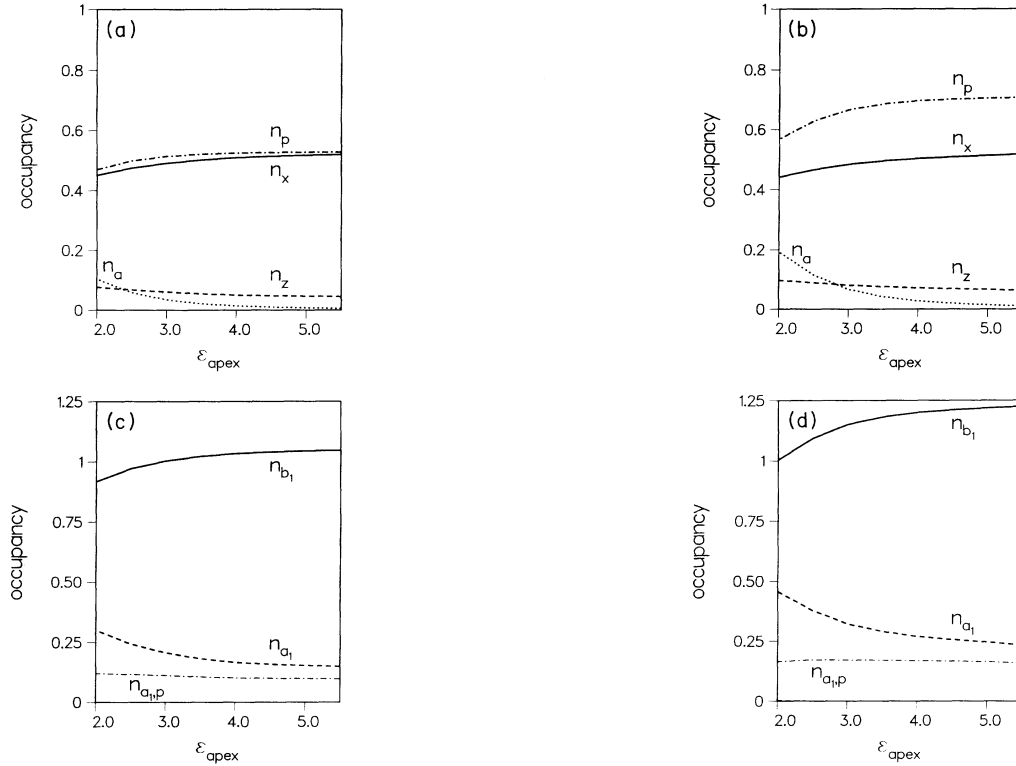 (a)
1
0.8
0.6
0.4
0.2
0
occupancy
n_p
n_x
n_a
n_z
2.0 3.0 4.0 5.0
ε_apex
(b)
1
0.8
0.6
0.4
0.2
0
occupancy
n_p
n_x
n_a
n_z
2.0 3.0 4.0 5.0
ε_apex
(c)
1.25
1
0.75
0.50
0.25
0
occupancy
n_b₁
n_a₁
n_a₁,p
2.0 3.0 4.0 5.0
ε_apex
(d)
1.25
1
0.75
0.50
0.25
0
occupancy
n_b₁
n_a₁
n_a₁,p
2.0 3.0 4.0 5.0
ε_apex